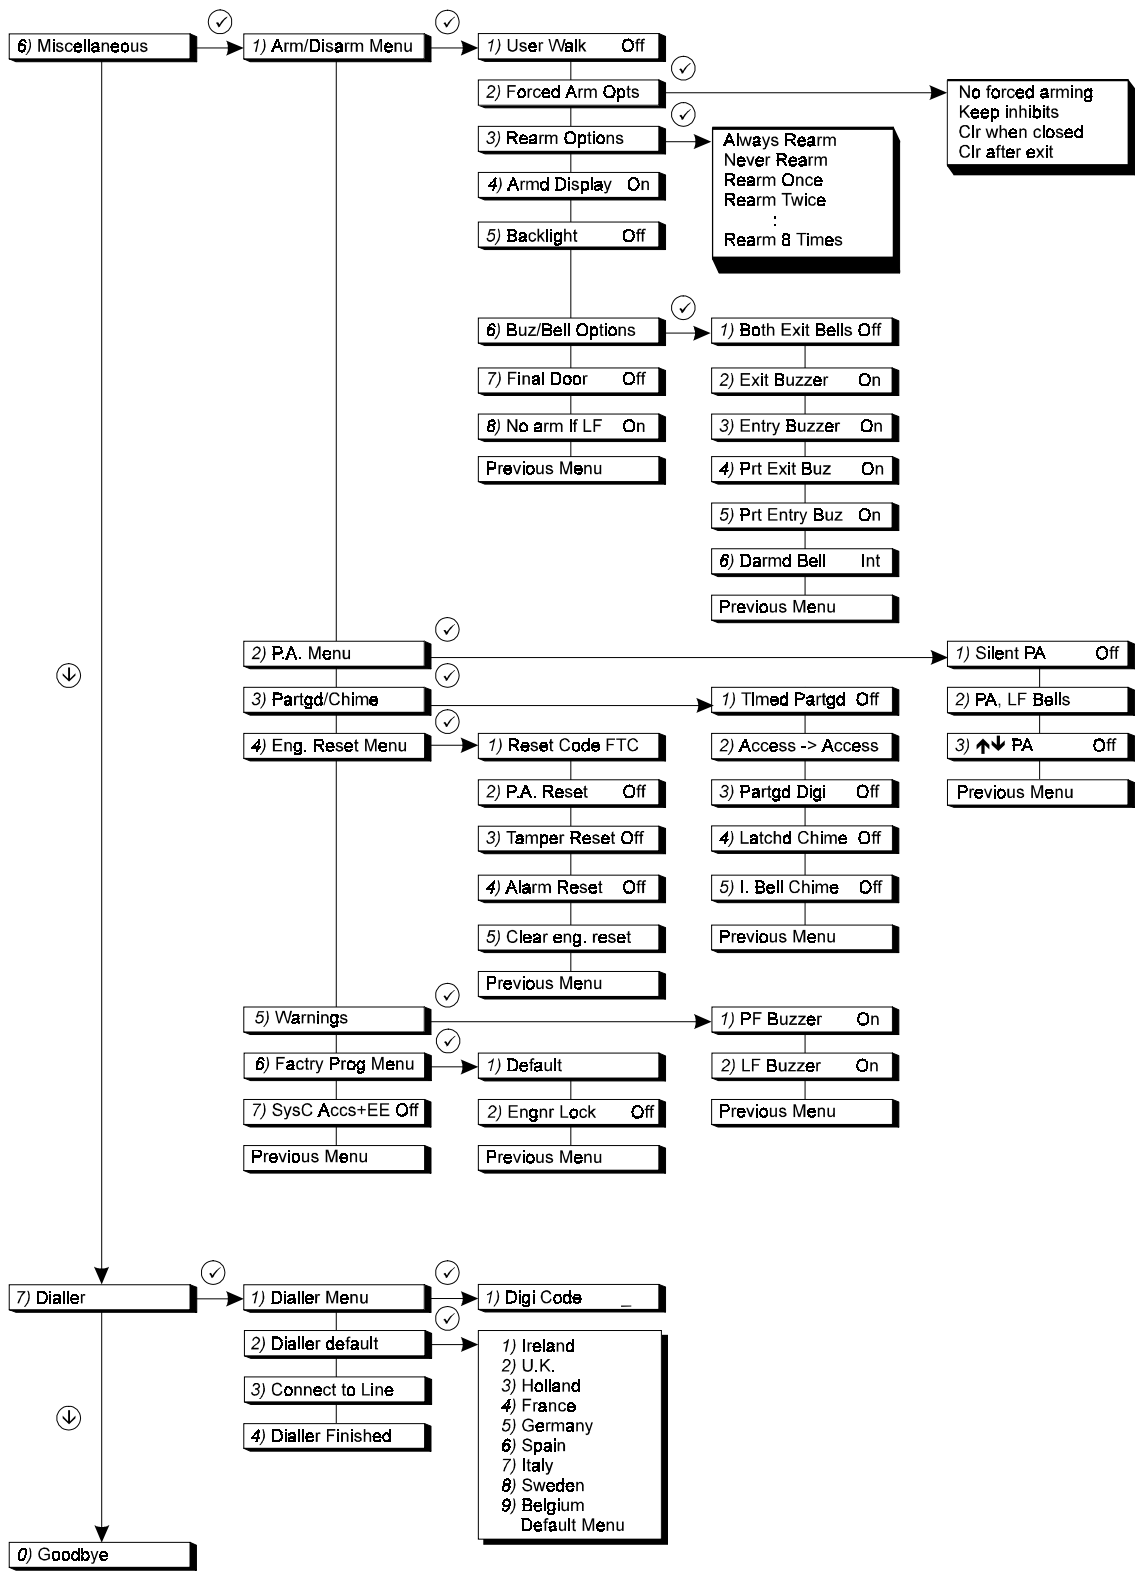 6) Miscellaneous
1) Arm/Disarm Menu
1) User Walk Off
2) Forced Arm Opts
No forced arming
Keep inhibits
Clr when closed
Clr after exit
3) Rearm Options
Always Rearm
Never Rearm
Rearm Once
Rearm Twice
:
Rearm 8 Times
4) Armd Display On
5) Backlight Off
6) Buz/Bell Options
1) Both Exit Bells Off
2) Exit Buzzer On
3) Entry Buzzer On
4) Prt Exit Buz On
5) Prt Entry Buz On
6) Darmd Bell Int
Previous Menu
7) Final Door Off
8) No arm If LF On
Previous Menu
2) P.A. Menu
1) Silent PA Off
2) PA, LF Bells
3) ↑↓ PA Off
Previous Menu
3) Partgd/Chime
1) TImed Partgd Off
2) Access -> Access
3) Partgd Digi Off
4) Latchd Chime Off
5) I. Bell Chime Off
Previous Menu
4) Eng. Reset Menu
1) Reset Code FTC
2) P.A. Reset Off
3) Tamper Reset Off
4) Alarm Reset Off
5) Clear eng. reset
Previous Menu
5) Warnings
1) PF Buzzer On
2) LF Buzzer On
Previous Menu
6) Factry Prog Menu
1) Default
2) Engnr Lock Off
Previous Menu
7) SysC Accs+EE Off
Previous Menu
7) Dialler
1) Dialler Menu
1) Digi Code _
2) Dialler default
1) Ireland
2) U.K.
3) Holland
4) France
5) Germany
6) Spain
7) Italy
8) Sweden
9) Belgium
Default Menu
3) Connect to Line
4) Dialler Finished
0) Goodbye